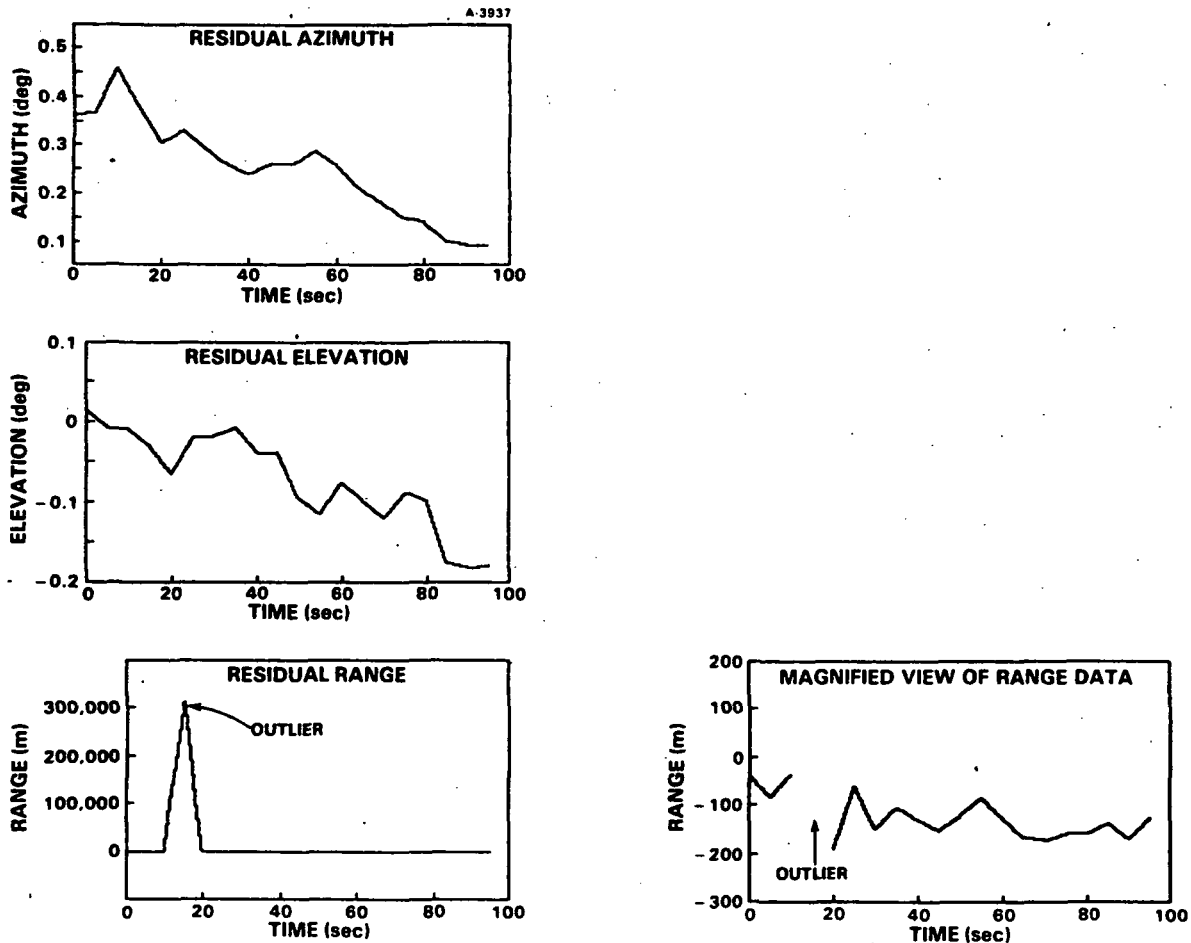 A-3937
RESIDUAL AZIMUTH
AZIMUTH (deg)
0.5
0.4
0.3
0.2
0.1
0 20 40 60 80 100
TIME (sec)
RESIDUAL ELEVATION
ELEVATION (deg)
0.1
0
-0.1
-0.2
0 20 40 60 80 100
TIME (sec)
RESIDUAL RANGE
RANGE (m)
300,000
200,000
100,000
0
OUTLIER
0 20 40 60 80 100
TIME (sec)
MAGNIFIED VIEW OF RANGE DATA
RANGE (m)
200
100
0
-100
-200
-300
OUTLIER
0 20 40 60 80 100
TIME (sec)